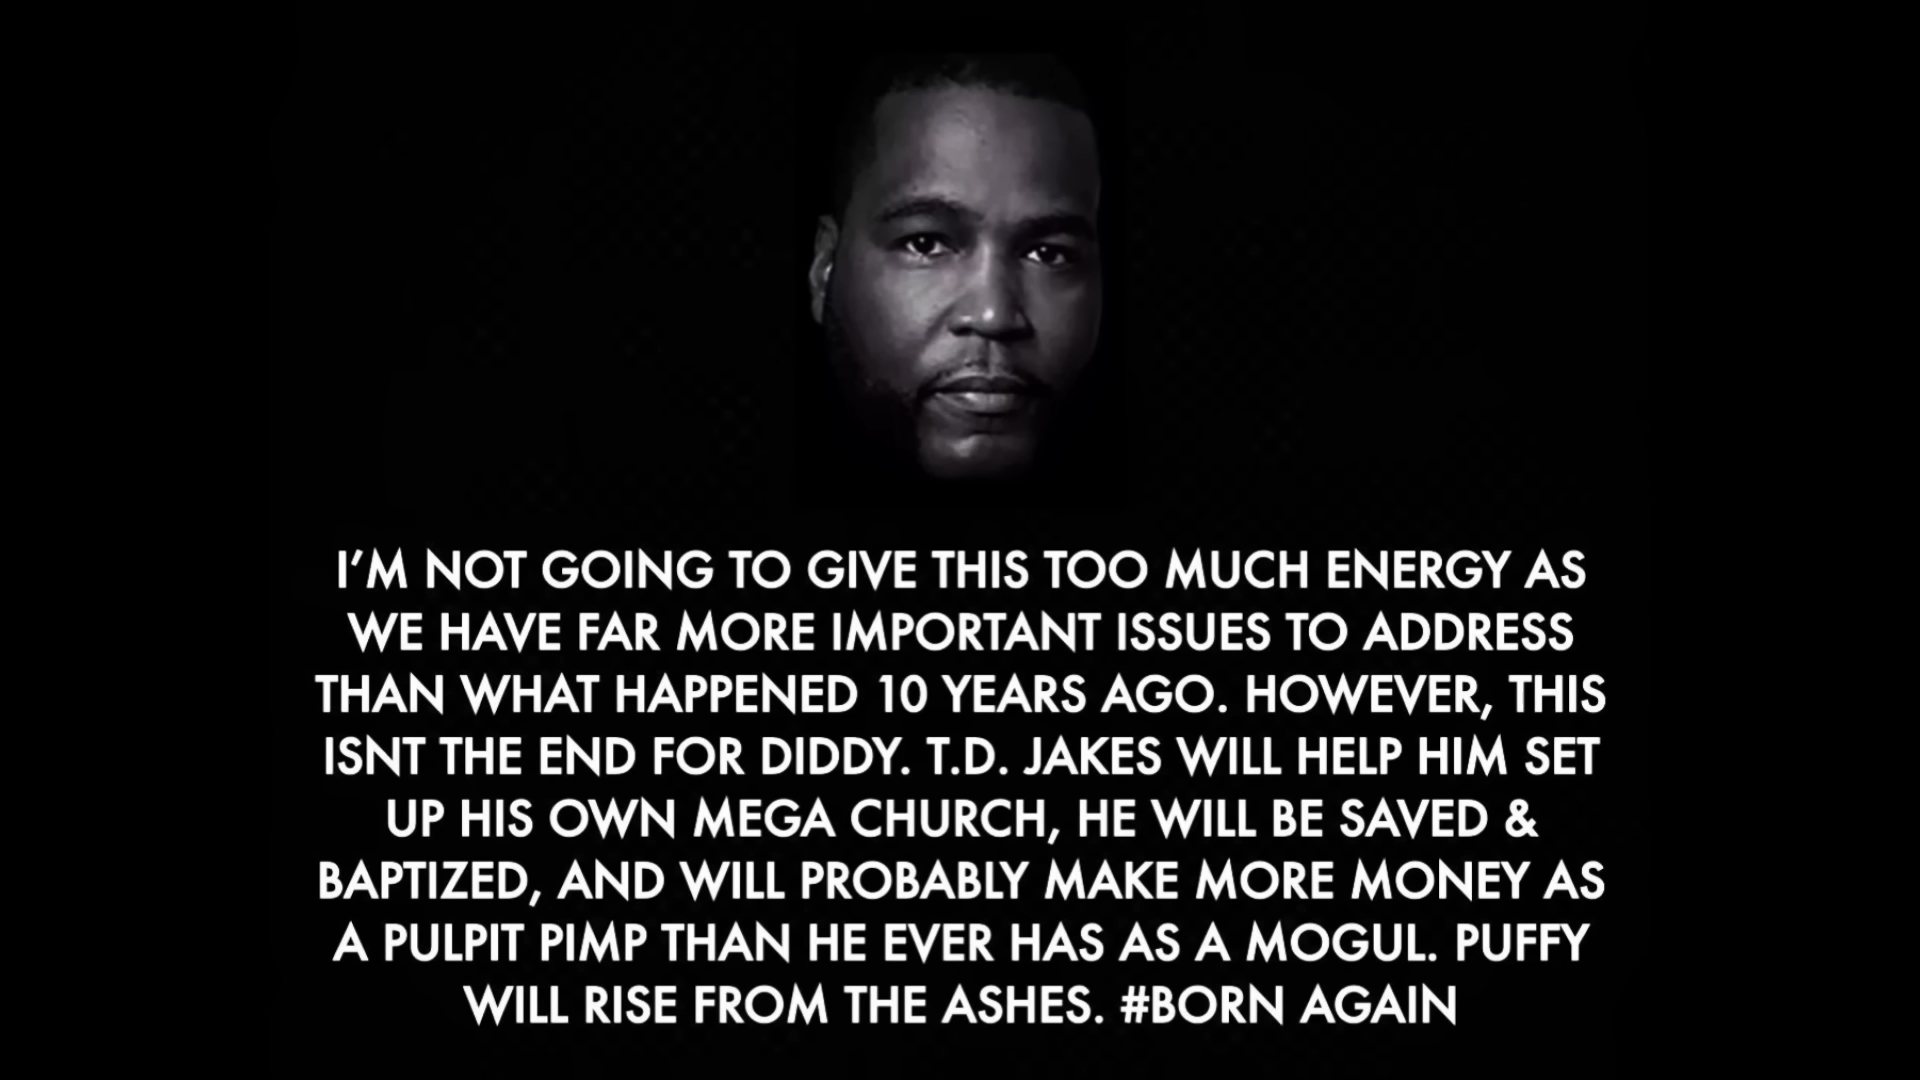 I'M NOT GOING TO GIVE THIS TOO MUCH ENERGY AS
WE HAVE FAR MORE IMPORTANT ISSUES TO ADDRESS
THAN WHAT HAPPENED 10 YEARS AGO. HOWEVER, THIS
ISNT THE END FOR DIDDY. T.D. JAKES WILL HELP HIM SET
UP HIS OWN MEGA CHURCH, HE WILL BE SAVED &
BAPTIZED, AND WILL PROBABLY MAKE MORE MONEY AS
A PULPIT PIMP THAN HE EVER HAS AS A MOGUL. PUFFY
WILL RISE FROM THE ASHES. #BORN AGAIN